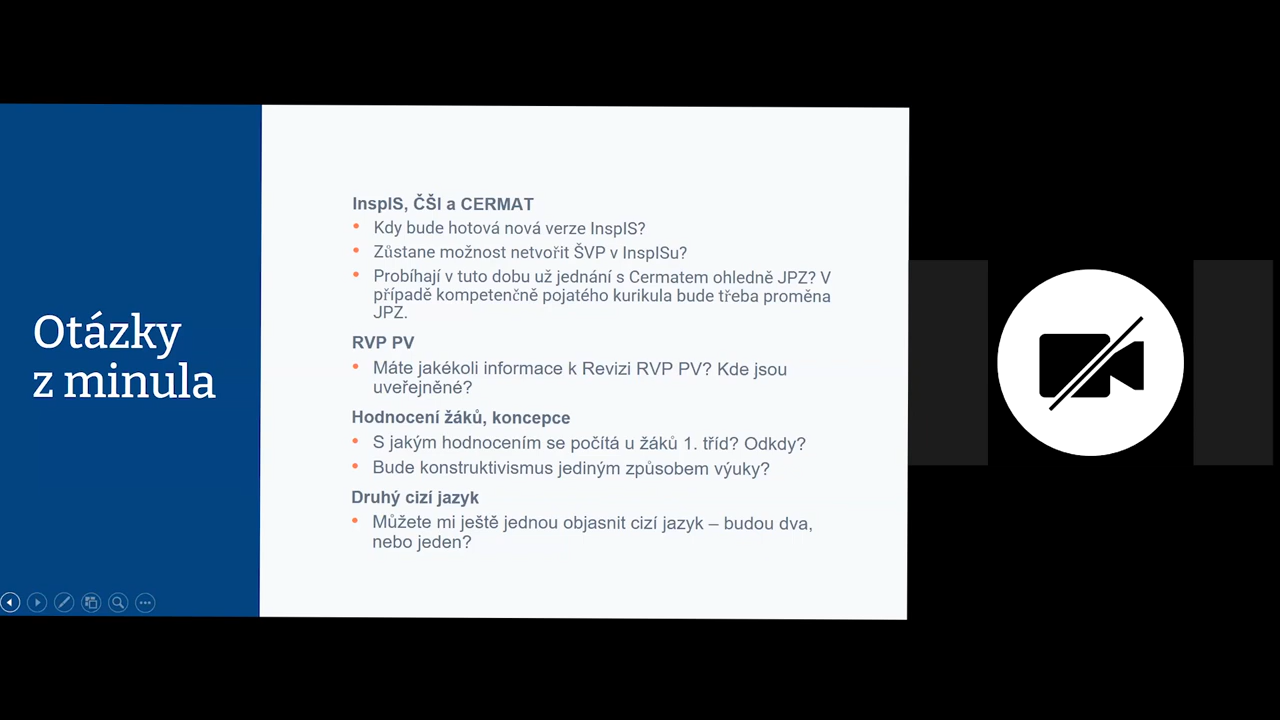 Otázky
z minula
InspIS, ČŠI a CERMAT
• Kdy bude hotová nová verze InspIS?
• Zůstane možnost netvořit ŠVP v InspISu?
• Probíhají v tuto dobu už jednání s Cermatem ohledně JPZ? V
případě kompetenčně pojatého kurikula bude třeba proměna
JPZ.
RVP PV
• Máte jakékoli informace k Revizi RVP PV? Kde jsou
uveřejněné?
Hodnocení žáků, koncepce
• S jakým hodnocením se počítá u žáků 1. tříd? Odkdy?
• Bude konstruktivismus jediným způsobem výuky?
Druhý cizí jazyk
• Můžete mi ještě jednou objasnit cizí jazyk – budou dva,
nebo jeden?